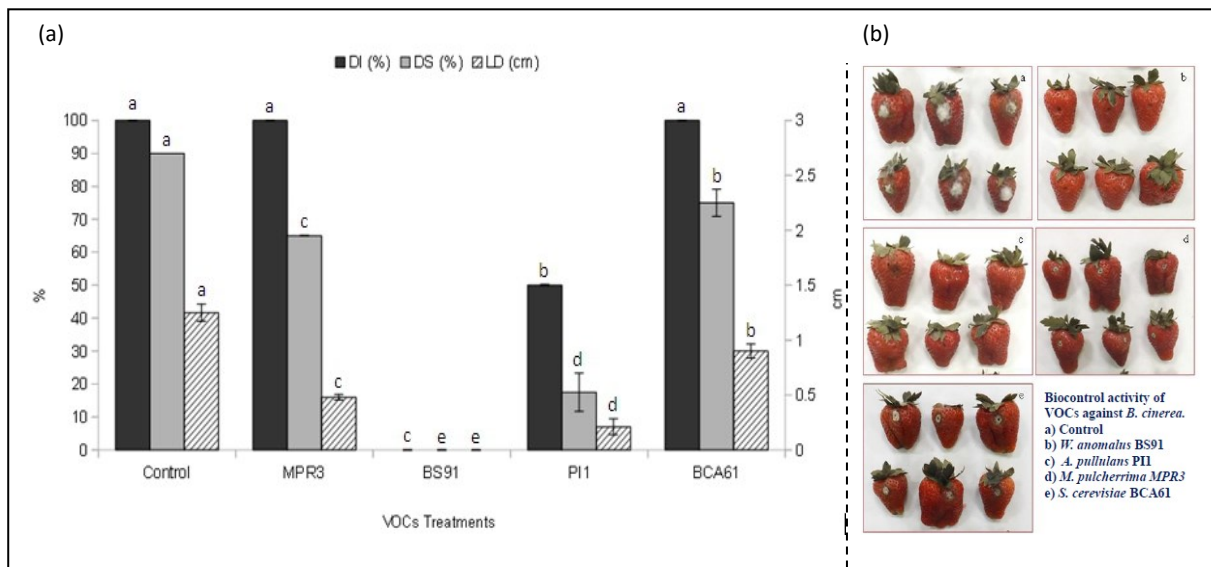 (a)
DI (%) DS (%) LD (cm)
a a a
b
a a c b
e
c d
b
a d
c e e
100
90
80
70
60
50
40
30
20
10
0
%
3
2.5
2
1.5
1
0.5
0
cm
Control MPR3 BS91 PI1 BCA61
VOCs Treatments
(b)
a
b
c
d
e
Biocontrol activity of
VOCs against B. cinerea.
a) Control
b) W. anomalus BS91
c) A. pullulans PI1
d) M. pulcherrima MPR3
e) S. cerevisiae BCA61